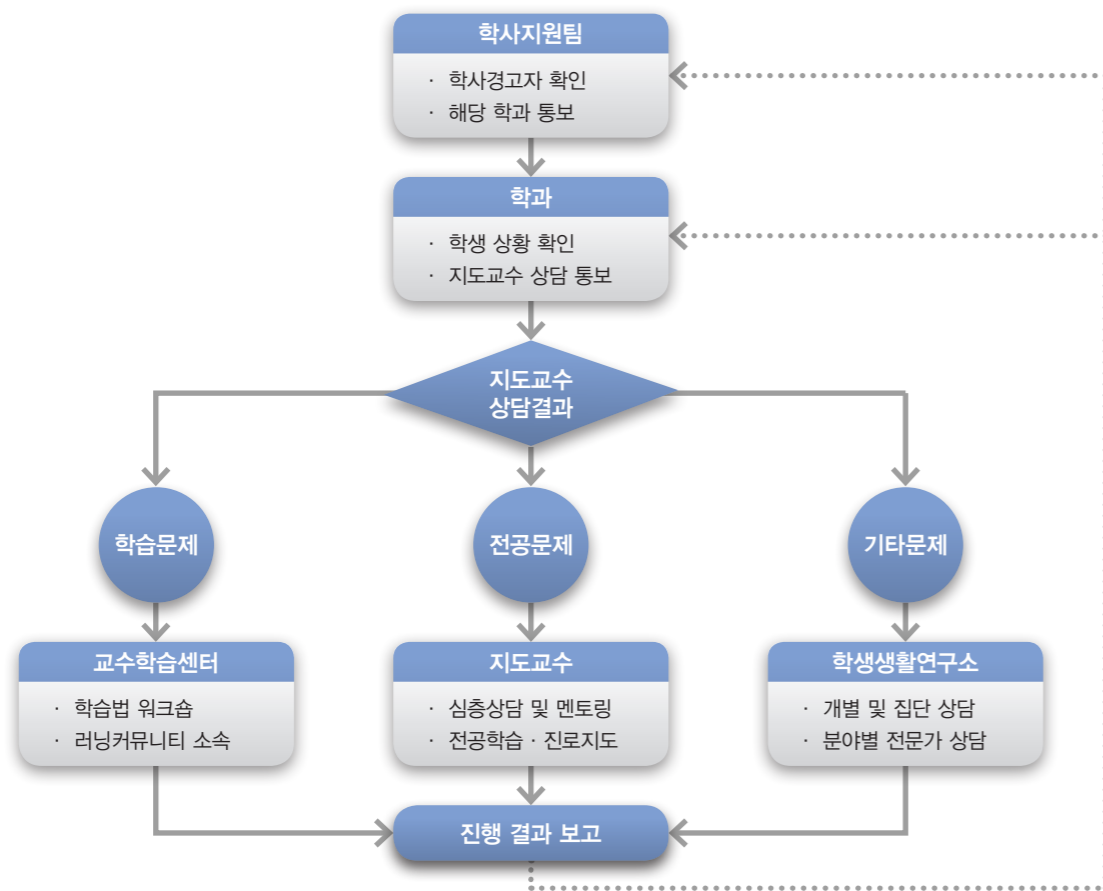 학사지원팀
· 학사경고자 확인
· 해당 학과 통보
학과
· 학생 상황 확인
· 지도교수 상담 통보
지도교수
상담결과
학습문제
전공문제
기타문제
교수학습센터
· 학습법 워크숍
· 러닝커뮤니티 소속
지도교수
· 심층상담 및 멘토링
· 전공학습 · 진로지도
학생생활연구소
· 개별 및 집단 상담
· 분야별 전문가 상담
진행 결과 보고